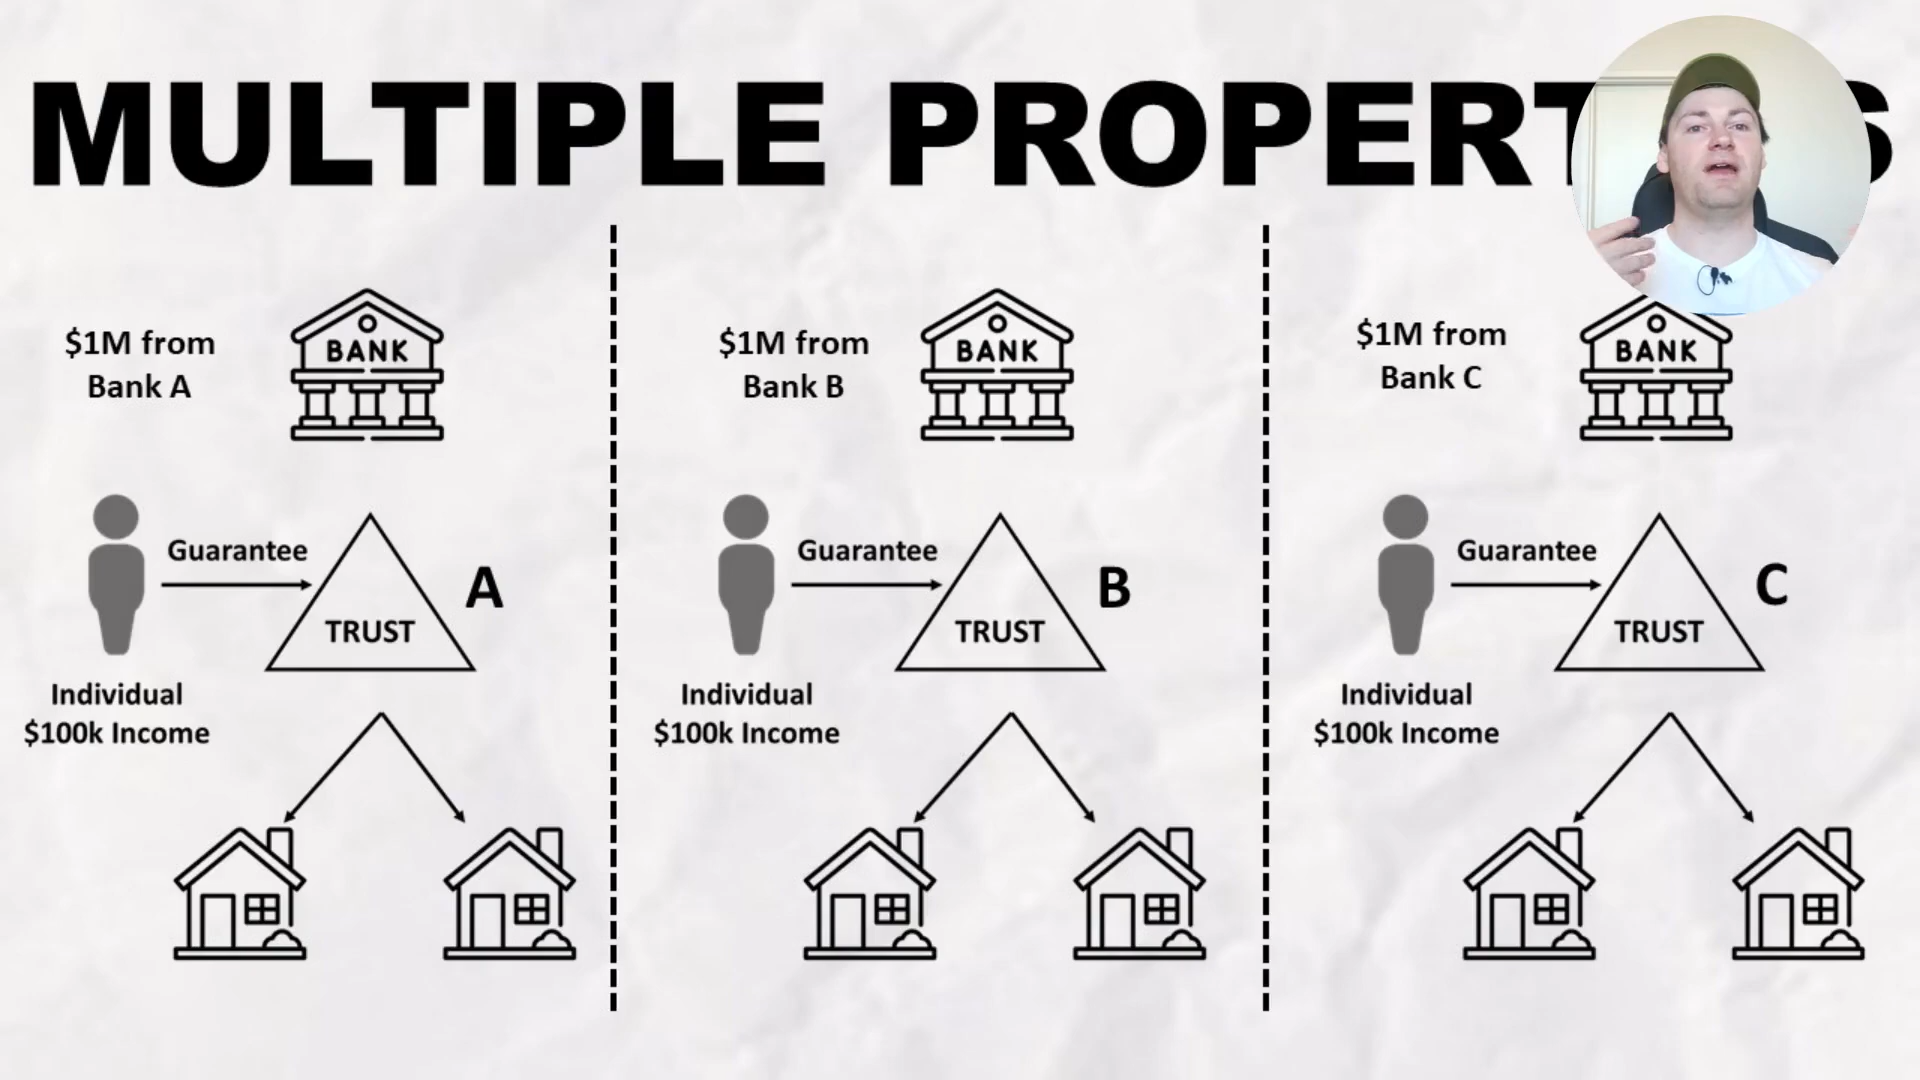 MULTIPLE PROPERT S
$1M from
Bank A
BANK
Guarantee
TRUST
A
Individual
$100k Income
$1M from
Bank B
BANK
Guarantee
TRUST
B
Individual
$100k Income
$1M from
Bank C
BANK
Guarantee
TRUST
C
Individual
$100k Income